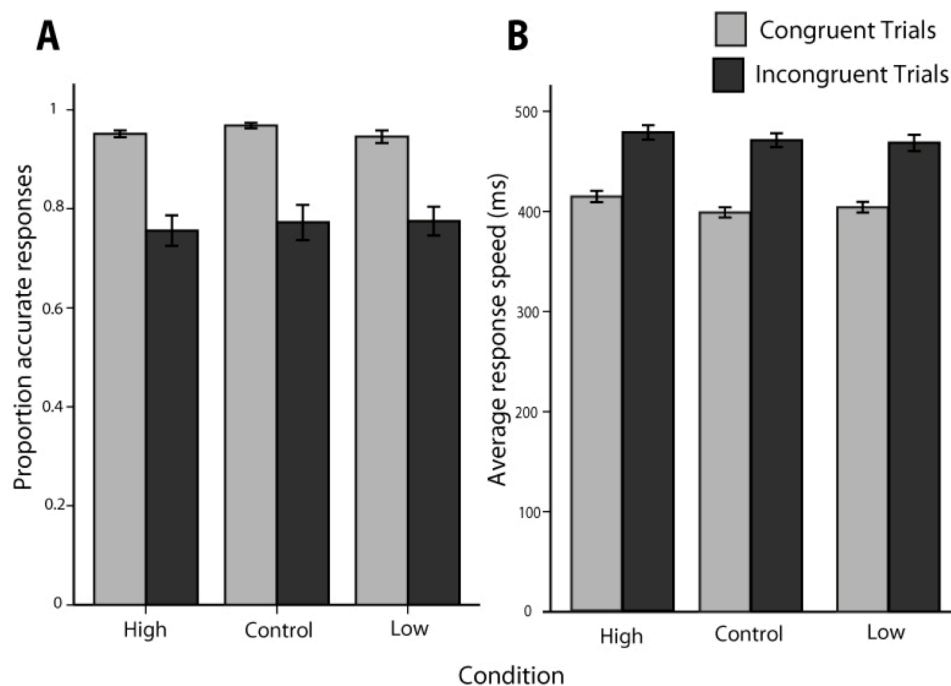 A
B
Congruent Trials
Incongruent Trials
Proportion accurate responses
1
0.8
0.6
0.4
0.2
0
High
Control
Low
Average response speed (ms)
500
400
300
200
100
0
High
Control
Low
Condition